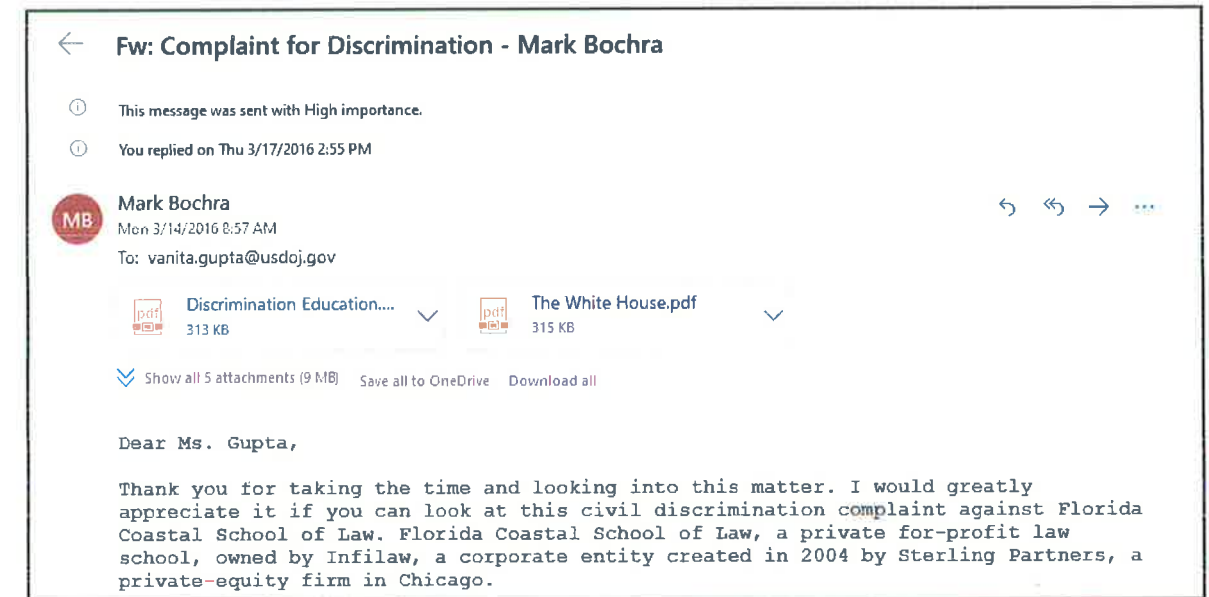 Fw: Complaint for Discrimination - Mark Bochra
This message was sent with High importance.
You replied on Thu 3/17/2016 2:55 PM
MB
Mark Bochra
Mon 3/14/2016 8:57 AM
To: vanita.gupta@usdoj.gov
pdf
Discrimination Education....
313 KB
pdf
The White House.pdf
315 KB
Show all 5 attachments (9 MB) Save all to OneDrive Download all
Dear Ms. Gupta,
Thank you for taking the time and looking into this matter. I would greatly
appreciate it if you can look at this civil discrimination complaint against Florida
Coastal School of Law. Florida Coastal School of Law, a private for-profit law
school, owned by Infilaw, a corporate entity created in 2004 by Sterling Partners, a
private-equity firm in Chicago.